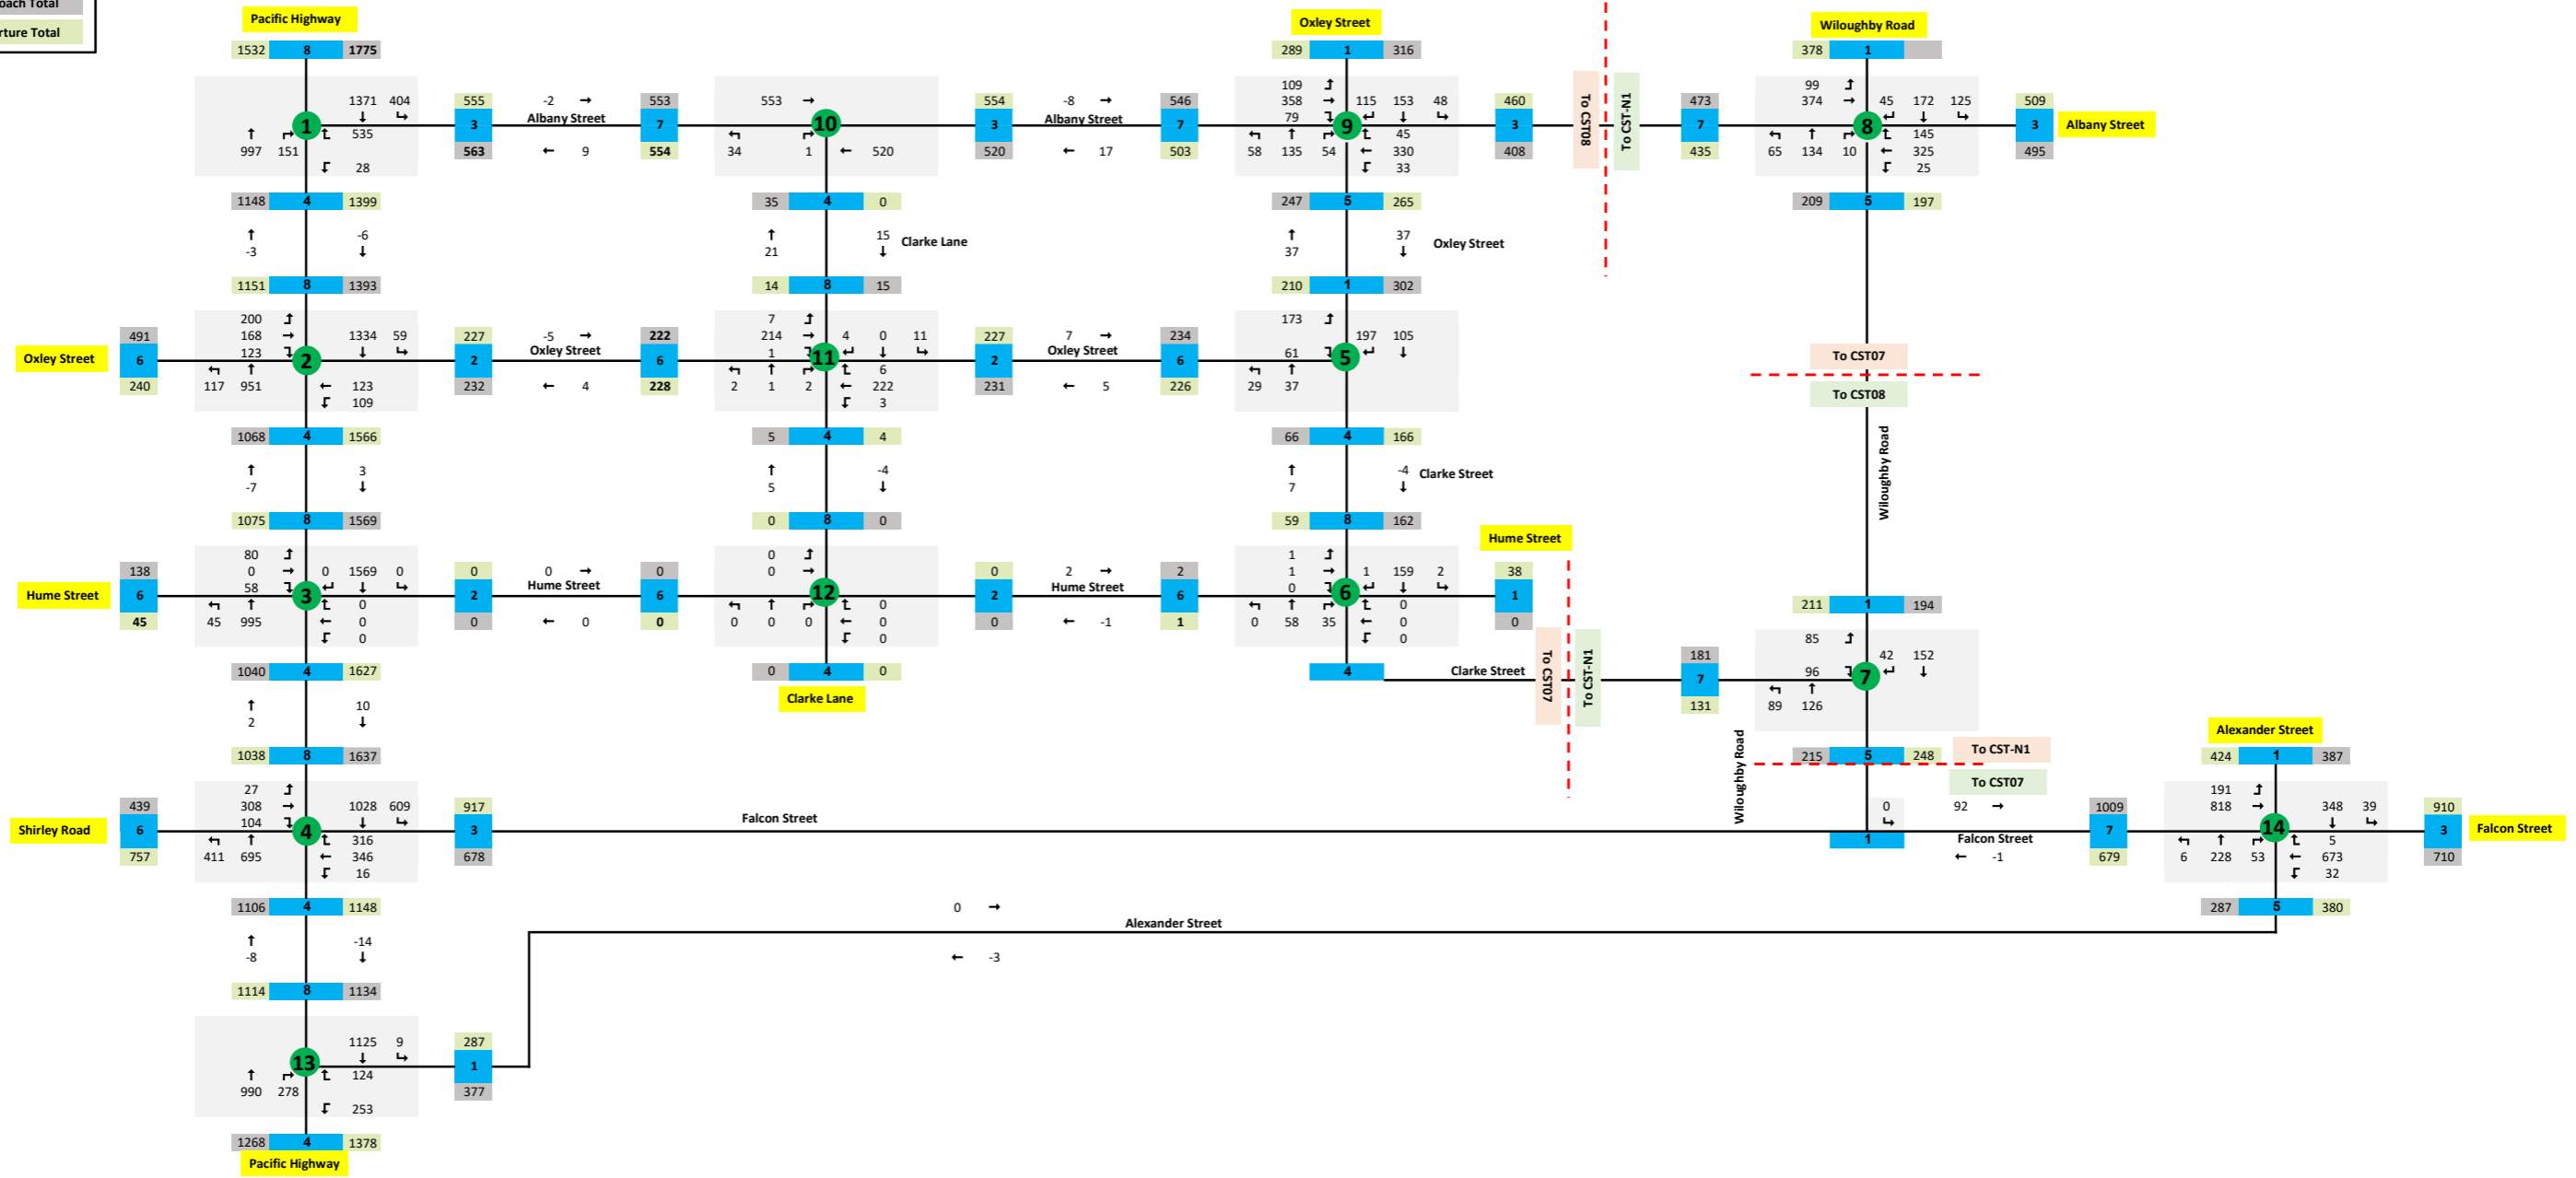 oach Total
rture Total
Pacific Highway
Oxley Street
Wiloughby Road
1532 8 1775
289 1 316
378 1
1371 404
535
997 151
28
1
555
3
563
-2
Albany Street
9
553
7
554
553
10
34 1 520
554
3
520
-8
Albany Street
17
546
7
503
109
358 115 153 48
79 9
45
58 135 54 330
33
460
3
408
To CST08
To CST-N1
473
7
435
99
374 45 172 125
8
145
65 134 10 325
25
509
3
495
Albany Street
1148 4 1399
35 4 0
247 5 265
209 5 197
-3 -6
21 15
Clarke Lane
37 37
Oxley Street
1151 8 1393
14 8 15
210 1 302
Oxley Street
491
6
240
200
168 1334 59
123 2
117 951 123
109
227
2
232
-5
Oxley Street
4
222
6
228
7
214 4 0 11
1 11
6
2 1 2 222
3
227
2
231
7
Oxley Street
5
234
6
226
173
197 105
61 5
29 37
To CST07
To CST08
Wiloughby Road
1068 4 1566
5 4 4
66 4 166
-7 3
5 -4
7 -4
Clarke Street
1075 8 1569
0 8 0
59 8 162
Hume Street
Hume Street
138
6
45
80
0 0 1569 0
58 3
0
45 995 0
0
0
2
0
0
Hume Street
0
0
6
0
0
0
12
0
0 0 0 0
0
0
2
0
2
Hume Street
-1
2
6
1
1
1 1 159 2
0 6
0
0 58 35 0
0
38
1
0
211 1 194
1040 4 1627
0 4 0
Clarke Lane
4
Clarke Street
To CST07
To CST-N1
181
7
131
85
42 152
96 7
89 126
2 10
1038 8 1637
Wiloughby Road
215 5 248
To CST-N1
To CST07
Alexander Street
424 1 387
Shirley Road
439
6
757
27
308 1028 609
104 4
316
411 695 346
16
917
3
678
Falcon Street
0
1
92
Falcon Street
-1
1009
7
679
191
818 348 39
14
5
6 228 53 673
32
910
3
710
Falcon Street
1106 4 1148
287 5 380
-8 -14
0
Alexander Street
-3
1114 8 1134
1125 9
13
124
990 278
253
287
1
377
1268 4 1378
Pacific Highway